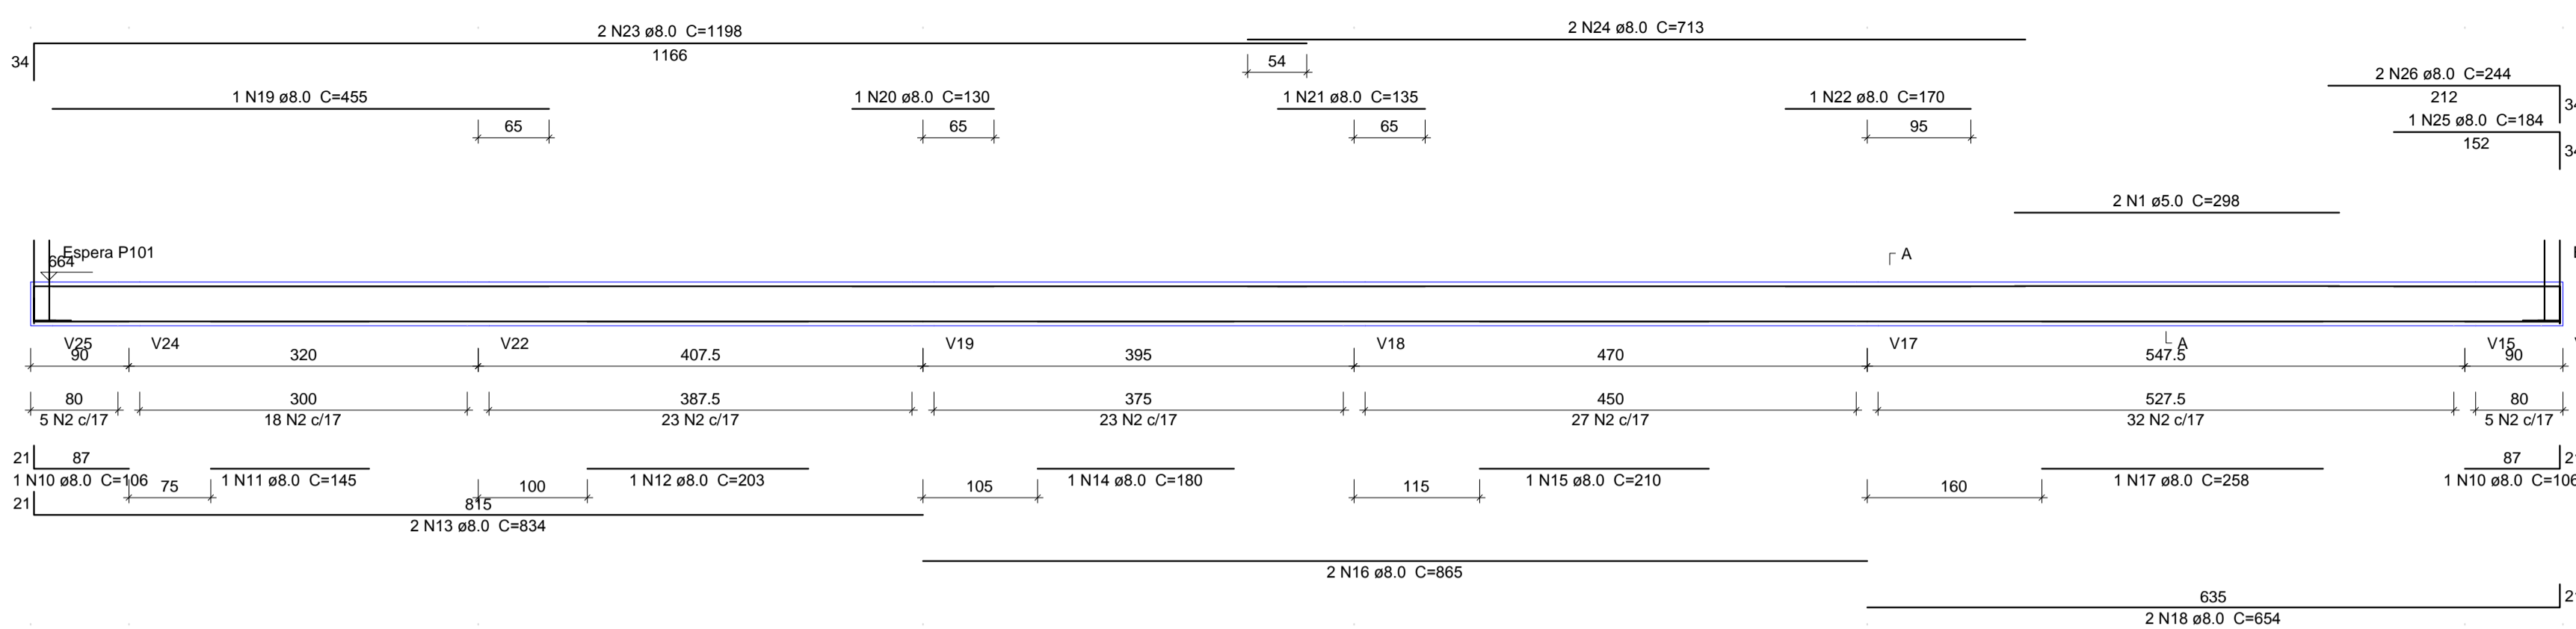 2 N23 ø8.0 C=1198
2 N24 ø8.0 C=713
1166
34
54
2 N26 ø8.0 C=244
212
34
1 N19 ø8.0 C=455
1 N20 ø8.0 C=130
1 N21 ø8.0 C=135
1 N22 ø8.0 C=170
65
65
65
95
1 N25 ø8.0 C=184
152
34
2 N1 ø5.0 C=298
Espera P101
664
A
A
V25
V24
V22
V19
V18
V17
V15
90
320
407.5
395
470
547.5
90
80
300
387.5
375
450
527.5
80
5 N2 c/17
18 N2 c/17
23 N2 c/17
23 N2 c/17
27 N2 c/17
32 N2 c/17
5 N2 c/17
21
87
87
1 N10 ø8.0 C=106
75
1 N11 ø8.0 C=145
100
1 N12 ø8.0 C=203
105
1 N14 ø8.0 C=180
115
1 N15 ø8.0 C=210
160
1 N17 ø8.0 C=258
1 N10 ø8.0 C=106
21
815
2 N13 ø8.0 C=834
2 N16 ø8.0 C=865
635
2 N18 ø8.0 C=654